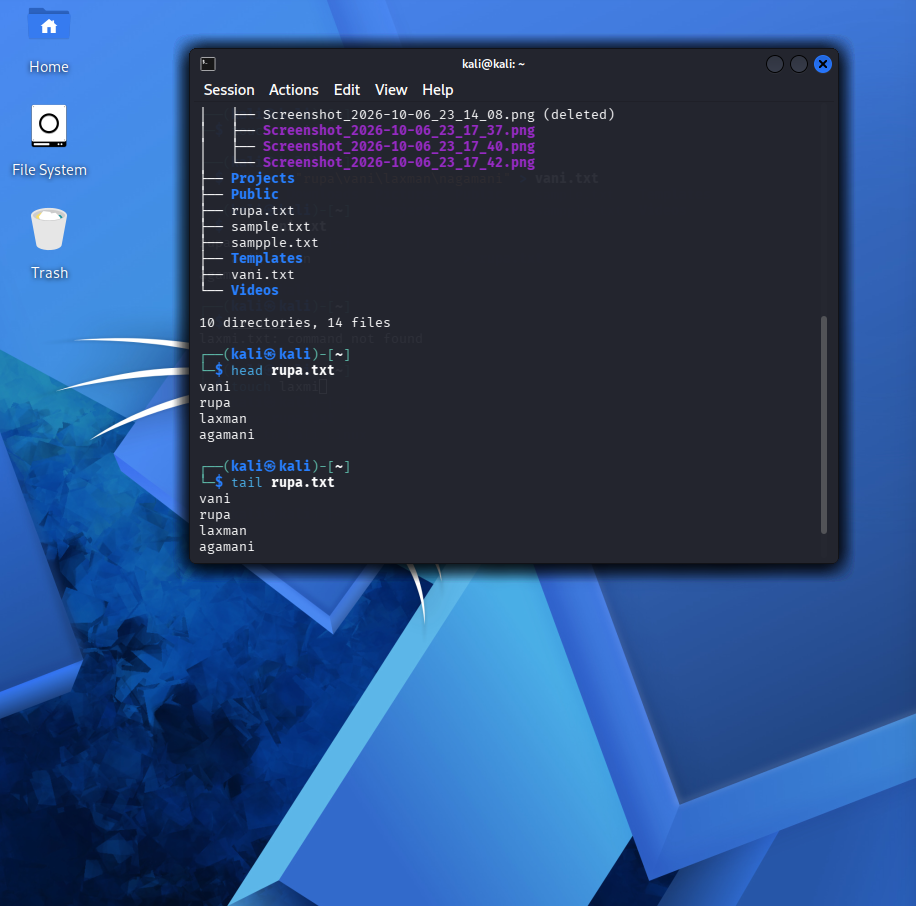 Home
File System
Trash
kali@kali: ~
Session Actions Edit View Help
│   ├── Screenshot_2026-10-06_23_14_08.png (deleted)
│   ├── Screenshot_2026-10-06_23_17_37.png
│   ├── Screenshot_2026-10-06_23_17_40.png
│   └── Screenshot_2026-10-06_23_17_42.png
├── Projects
├── Public
├── rupa.txt
├── sample.txt
├── sampple.txt
├── Templates
├── vani.txt
└── Videos
10 directories, 14 files
┌──(kali㉿kali)-[~]
└─$ head rupa.txt
vani
rupa
laxman
agamani
┌──(kali㉿kali)-[~]
└─$ tail rupa.txt
vani
rupa
laxman
agamani